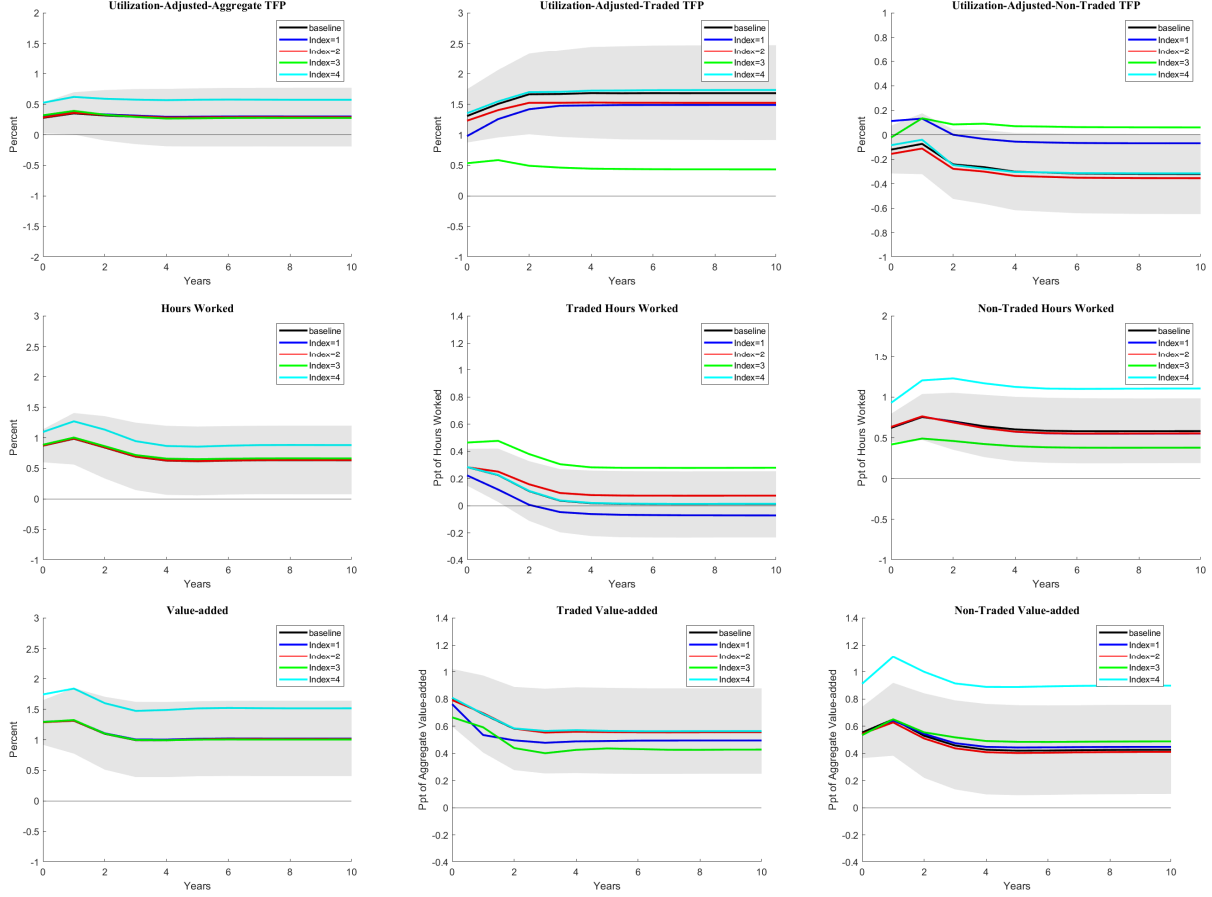 Utilization-Adjusted-Aggregate TFP
2
1.5
1
0.5
0
-0.5
-1
-1.5
-2
Percent
0 2 4 6 8 10
Years
baseline
Index=1
Index=2
Index=3
Index=4
Utilization-Adjusted-Traded TFP
3
2.5
2
1.5
1
0.5
0
-0.5
-1
Percent
0 2 4 6 8 10
Years
baseline
Index=1
Index=2
Index=3
Index=4
Utilization-Adjusted-Non-Traded TFP
1
0.8
0.6
0.4
0.2
0
-0.2
-0.4
-0.6
-0.8
-1
Percent
0 2 4 6 8 10
Years
baseline
Index=1
Index=2
Index=3
Index=4
Hours Worked
3
2.5
2
1.5
1
0.5
0
-0.5
-1
Percent
0 2 4 6 8 10
Years
baseline
Index=1
Index=2
Index=3
Index=4
Traded Hours Worked
1.4
1.2
1
0.8
0.6
0.4
0.2
0
-0.2
-0.4
Ppt of Hours Worked
0 2 4 6 8 10
Years
baseline
Index=1
Index=2
Index=3
Index=4
Non-Traded Hours Worked
2
1.5
1
0.5
0
-0.5
-1
Ppt of Hours Worked
0 2 4 6 8 10
Years
baseline
Index=1
Index=2
Index=3
Index=4
Value-added
3
2.5
2
1.5
1
0.5
0
-0.5
-1
Percent
0 2 4 6 8 10
Years
baseline
Index=1
Index=2
Index=3
Index=4
Traded Value-added
1.4
1.2
1
0.8
0.6
0.4
0.2
0
-0.2
-0.4
Ppt of Aggregate Value-added
0 2 4 6 8 10
Years
baseline
Index=1
Index=2
Index=3
Index=4
Non-Traded Value-added
1.4
1.2
1
0.8
0.6
0.4
0.2
0
-0.2
-0.4
Ppt of Aggregate Value-added
0 2 4 6 8 10
Years
baseline
Index=1
Index=2
Index=3
Index=4